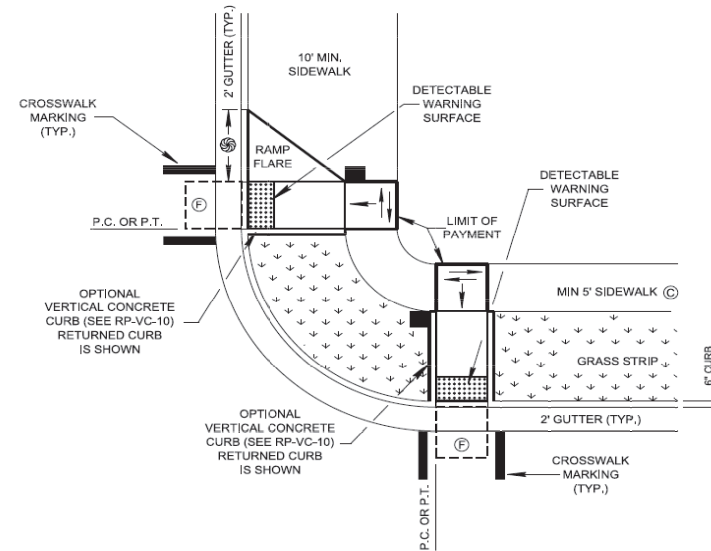 2' GUTTER (TYP.)
10' MIN.
SIDEWALK
DETECTABLE
WARNING
SURFACE
CROSSWALK
MARKING
(TYP.)
RAMP
FLARE
DETECTABLE
WARNING
SURFACE
F
P.C. OR P.T.
LIMIT OF
PAYMENT
OPTIONAL
VERTICAL CONCRETE
CURB (SEE RP-VC-10)
RETURNED CURB
IS SHOWN
MIN 5' SIDEWALK C
GRASS STRIP
6" CURB
OPTIONAL
VERTICAL CONCRETE
CURB (SEE RP-VC-10)
RETURNED CURB
IS SHOWN
2' GUTTER (TYP.)
F
CROSSWALK
MARKING
(TYP.)
P.C. OR P.T.